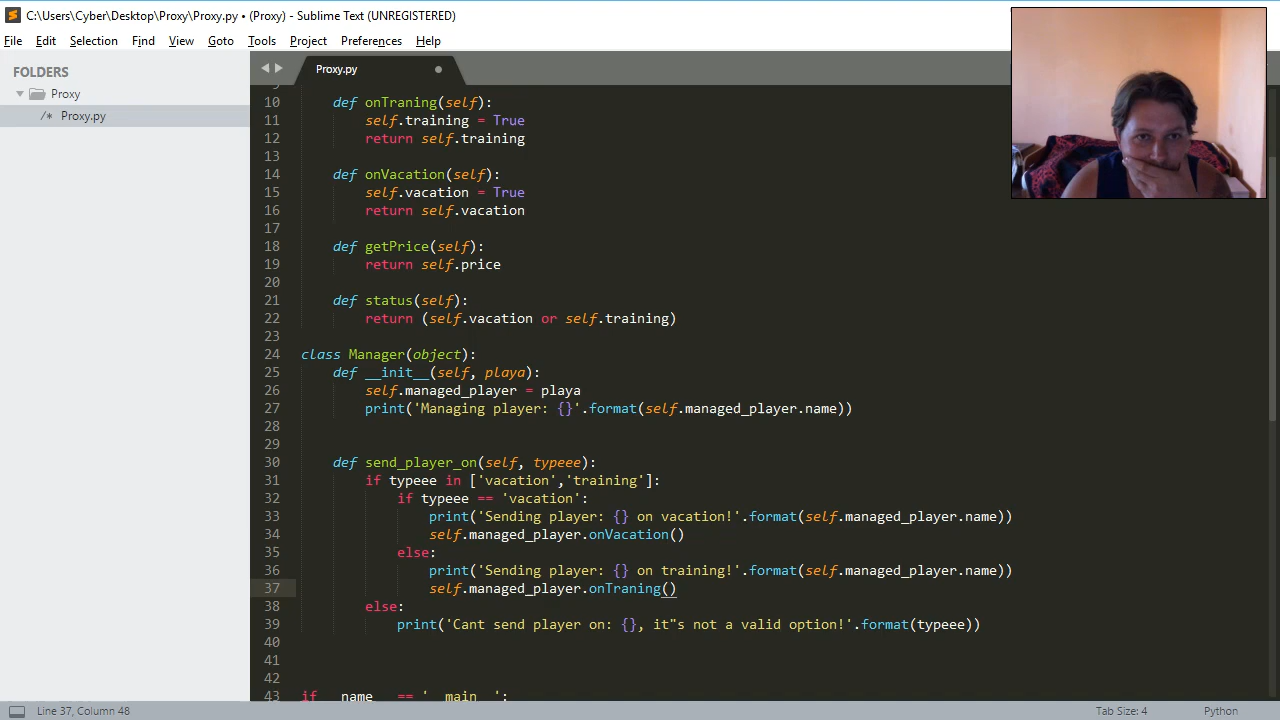 C:\Users\Cyber\Desktop\Proxy\Proxy.py • (Proxy) - Sublime Text (UNREGISTERED)
File Edit Selection Find View Goto Tools Project Preferences Help
FOLDERS
Proxy
/* Proxy.py
Proxy.py
10 def onTraning(self):
11 self.training = True
12 return self.training
13
14 def onVacation(self):
15 self.vacation = True
16 return self.vacation
17
18 def getPrice(self):
19 return self.price
20
21 def status(self):
22 return (self.vacation or self.training)
23
24 class Manager(object):
25 def __init__(self, playa):
26 self.managed_player = playa
27 print('Managing player: {}'.format(self.managed_player.name))
28
29
30 def send_player_on(self, typeee):
31 if typeee in ['vacation','training']:
32 if typeee == 'vacation':
33 print('Sending player: {} on vacation!'.format(self.managed_player.name))
34 self.managed_player.onVacation()
35 else:
36 print('Sending player: {} on training!'.format(self.managed_player.name))
37 self.managed_player.onTraning()
38 else:
39 print('Cant send player on: {}, it"s not a valid option!'.format(typeee))
40
41
42
43 if __name__ == '__main__':
Line 37, Column 48
Tab Size: 4
Python